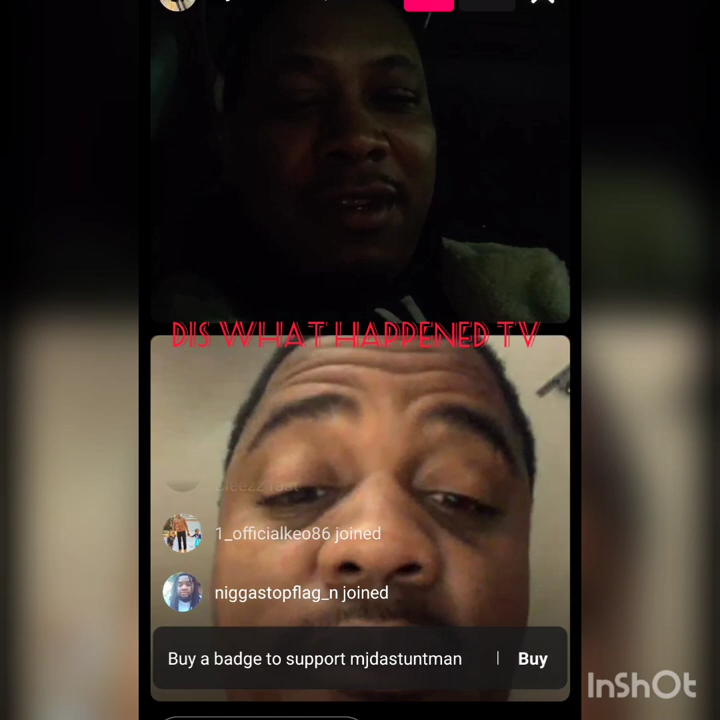 DIS WHAT HAPPENED TV
1_officialkeo86 joined
niggastopflag_n joined
Buy a badge to support mjdastuntman | Buy
InShOt